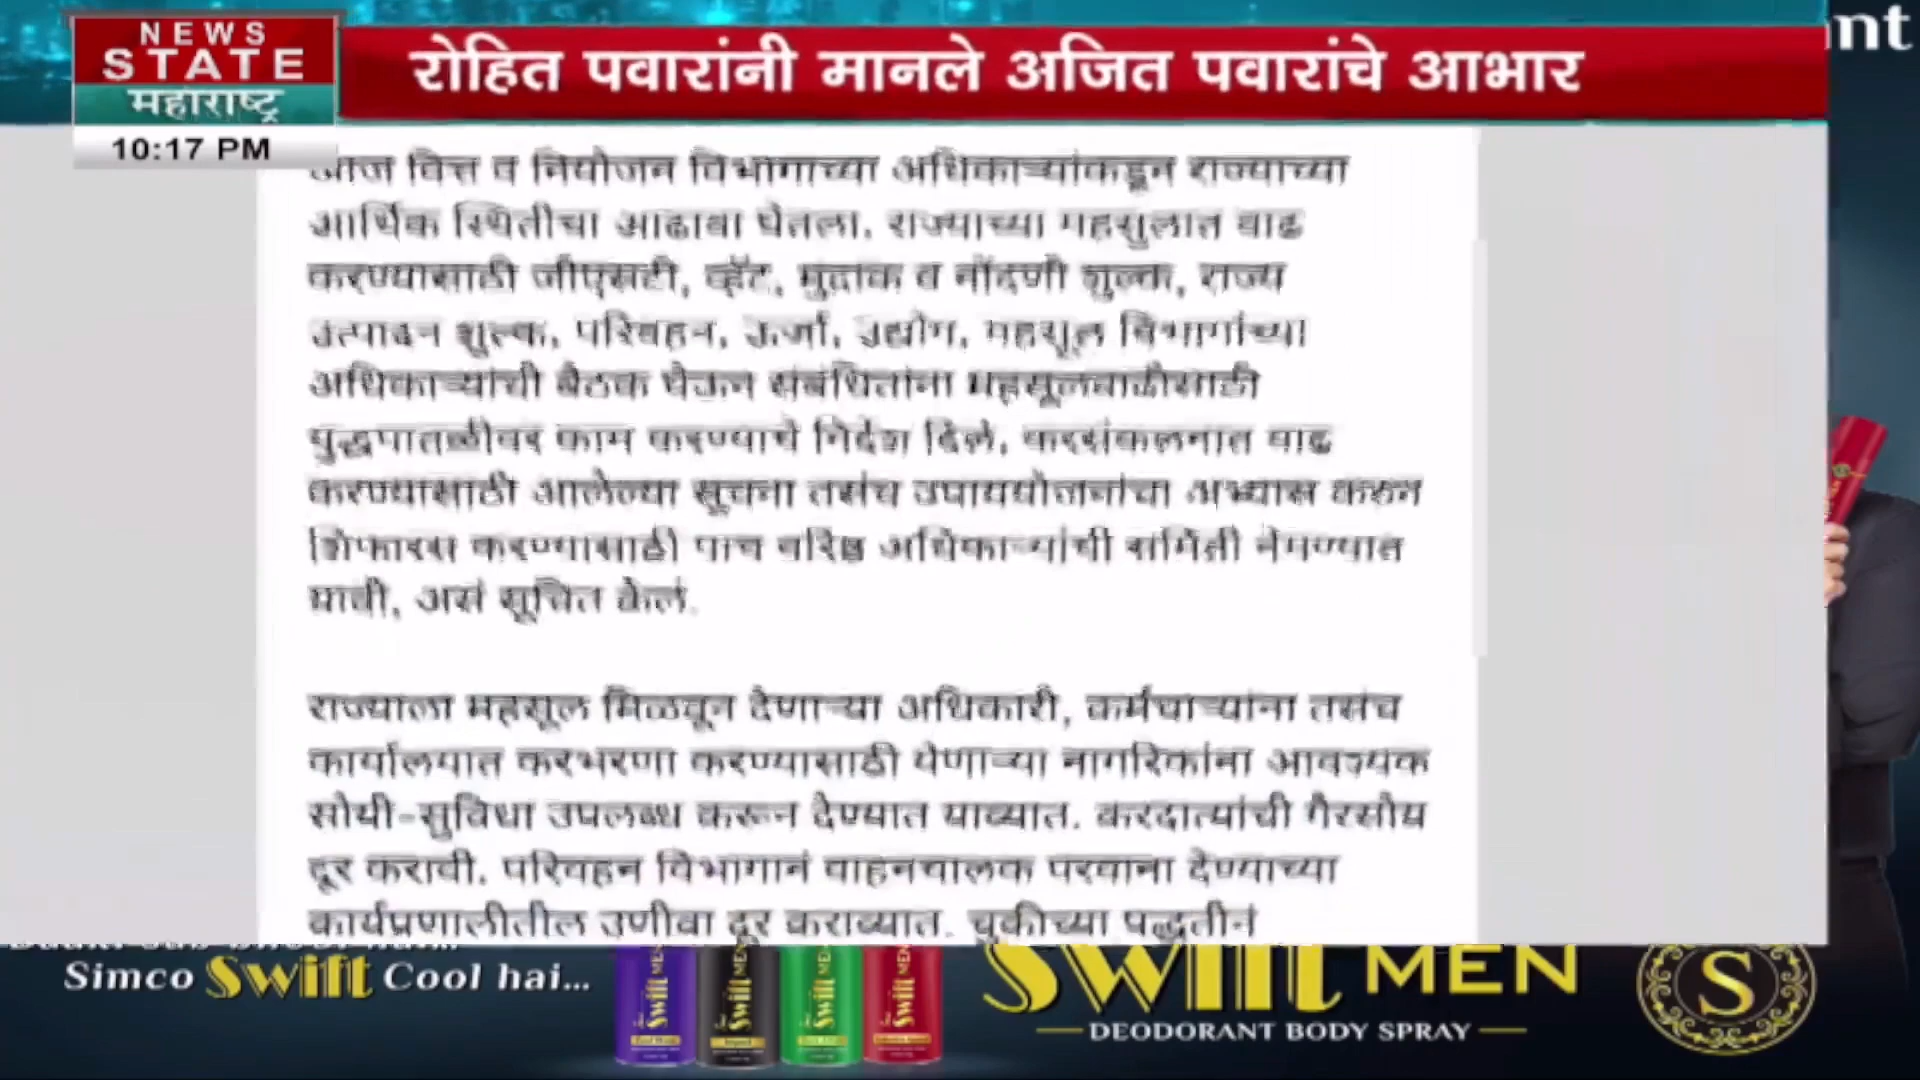 NEWS
STATE
महाराष्ट्र
10:17 PM
रोहित पवारांनी मानले अजित पवारांचे आभार
nt
आज वित्त व नियोजन विभागाच्या अधिकाऱ्यांकडून राज्याच्या
आर्थिक स्थितीचा आढावा घेतला. राज्याच्या महसुलात वाढ
करण्यासाठी जीएसटी, व्हॅट, मुद्रांक व नोंदणी शुल्क, राज्य
उत्पादन शुल्क, परिवहन, ऊर्जा, उद्योग, महसूल विभागांच्या
अधिकाऱ्यांची बैठक घेऊन संबंधितांना महसूलवाढीसाठी
युद्धपातळीवर काम करण्याचे निर्देश दिले. करसंकलनात वाढ
करण्यासाठी आलेल्या सूचना तसंच उपाययोजनांचा अभ्यास करुन
शिफारस करण्यासाठी पाच वरिष्ठ अधिकाऱ्यांची समिती नेमण्यात
यावी, असं सूचित केलं.
राज्याला महसूल मिळवून देणाऱ्या अधिकारी, कर्मचाऱ्यांना तसंच
कार्यालयात करभरणा करण्यासाठी येणाऱ्या नागरिकांना आवश्यक
सोयी-सुविधा उपलब्ध करून देण्यात याव्यात. करदात्यांची गैरसोय
दूर करावी. परिवहन विभागानं वाहनचालक परवाना देण्याच्या
कार्यप्रणालीतील उणीवा दूर कराव्यात. चुकीच्या पद्धतीनं
Simco Swift Cool hai...
Swift MEN
DEODORANT BODY SPRAY
S